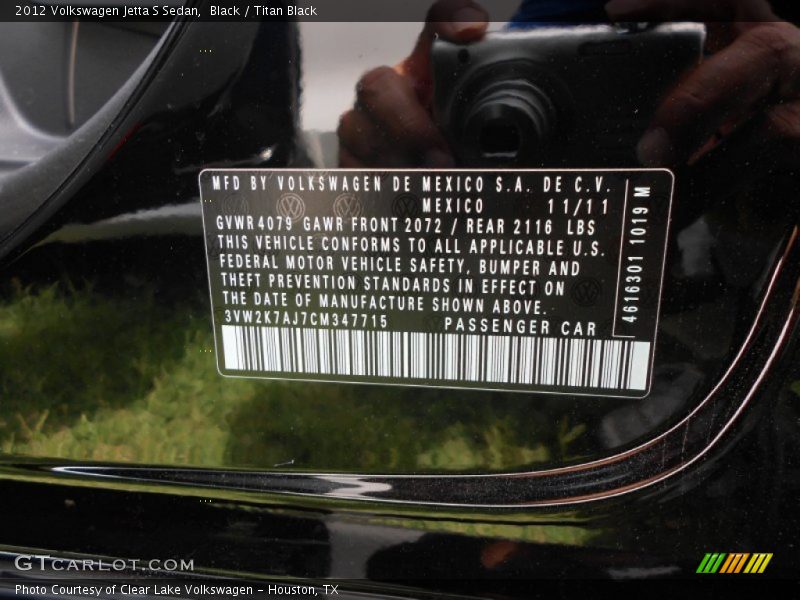 2012 Volkswagen Jetta S Sedan,  Black / Titan Black
MFD BY VOLKSWAGEN DE MEXICO S.A. DE C.V.
MEXICO 11/11
GVWR 4079 GAWR FRONT 2072 / REAR 2116 LBS
THIS VEHICLE CONFORMS TO ALL APPLICABLE U.S.
FEDERAL MOTOR VEHICLE SAFETY, BUMPER AND
THEFT PREVENTION STANDARDS IN EFFECT ON
THE DATE OF MANUFACTURE SHOWN ABOVE.
3VW2K7AJ7CM347715 PASSENGER CAR
4616301 1019 M
GTCARLOT.COM
Photo Courtesy of Clear Lake Volkswagen - Houston, TX